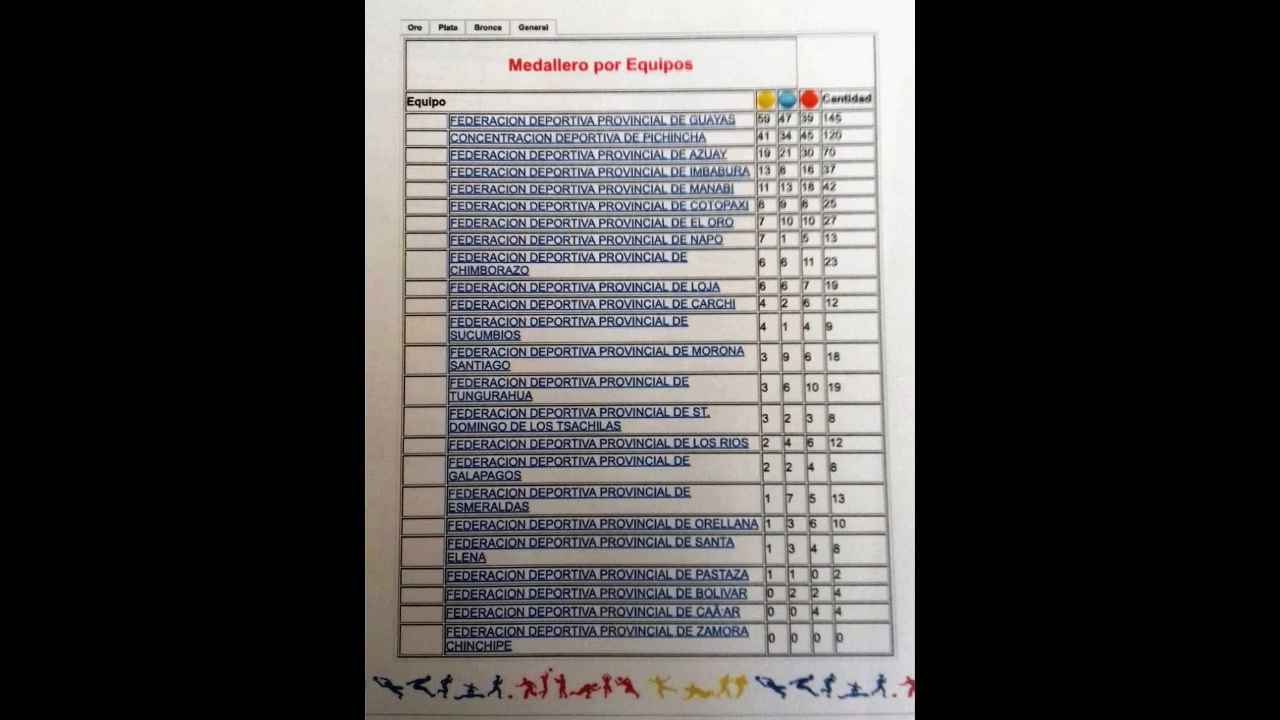 Oro Plata Bronce General
Medallero por Equipos
Equipo Cantidad
FEDERACION DEPORTIVA PROVINCIAL DE GUAYAS 59 47 39 145
CONCENTRACION DEPORTIVA DE PICHINCHA 41 34 45 120
FEDERACION DEPORTIVA PROVINCIAL DE AZUAY 19 21 30 70
FEDERACION DEPORTIVA PROVINCIAL DE IMBABURA 13 8 16 37
FEDERACION DEPORTIVA PROVINCIAL DE MANABI 11 13 18 42
FEDERACION DEPORTIVA PROVINCIAL DE COTOPAXI 8 9 8 25
FEDERACION DEPORTIVA PROVINCIAL DE EL ORO 7 10 10 27
FEDERACION DEPORTIVA PROVINCIAL DE NAPO 7 1 5 13
FEDERACION DEPORTIVA PROVINCIAL DE
CHIMBORAZO 6 6 11 23
FEDERACION DEPORTIVA PROVINCIAL DE LOJA 6 6 7 19
FEDERACION DEPORTIVA PROVINCIAL DE CARCHI 4 2 6 12
FEDERACION DEPORTIVA PROVINCIAL DE
SUCUMBIOS 4 1 4 9
FEDERACION DEPORTIVA PROVINCIAL DE MORONA
SANTIAGO 3 9 6 18
FEDERACION DEPORTIVA PROVINCIAL DE
TUNGURAHUA 3 6 10 19
FEDERACION DEPORTIVA PROVINCIAL DE ST.
DOMINGO DE LOS TSACHILAS 3 2 3 8
FEDERACION DEPORTIVA PROVINCIAL DE LOS RIOS 2 4 6 12
FEDERACION DEPORTIVA PROVINCIAL DE
GALAPAGOS 2 2 4 8
FEDERACION DEPORTIVA PROVINCIAL DE
ESMERALDAS 1 7 5 13
FEDERACION DEPORTIVA PROVINCIAL DE ORELLANA 1 3 6 10
FEDERACION DEPORTIVA PROVINCIAL DE SANTA
ELENA 1 3 4 8
FEDERACION DEPORTIVA PROVINCIAL DE PASTAZA 1 1 0 2
FEDERACION DEPORTIVA PROVINCIAL DE BOLIVAR 0 2 2 4
FEDERACION DEPORTIVA PROVINCIAL DE CAÃ'AR 0 0 4 4
FEDERACION DEPORTIVA PROVINCIAL DE ZAMORA
CHINCHIPE 0 0 0 0